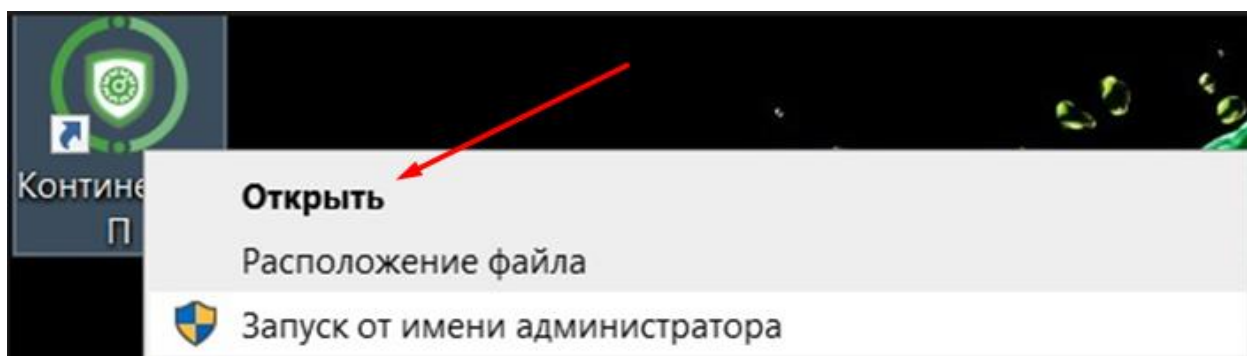 Контине
П
Открыть
Расположение файла
Запуск от имени администратора